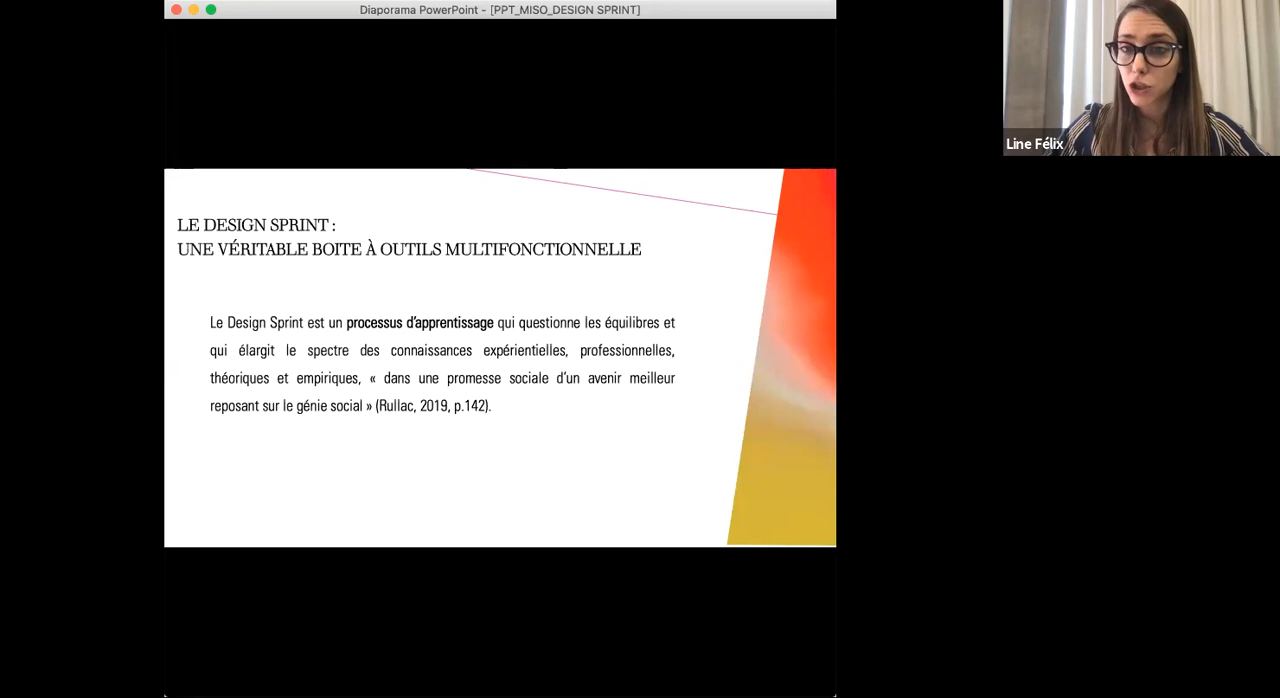 Diaporama PowerPoint - [PPT_MISO_DESIGN SPRINT]
Line Félix
LE DESIGN SPRINT :
UNE VÉRITABLE BOITE À OUTILS MULTIFONCTIONNELLE
Le Design Sprint est un processus d'apprentissage qui questionne les équilibres et
qui élargit le spectre des connaissances expérientielles, professionnelles,
théoriques et empiriques, « dans une promesse sociale d'un avenir meilleur
reposant sur le génie social » (Rullac, 2019, p.142).